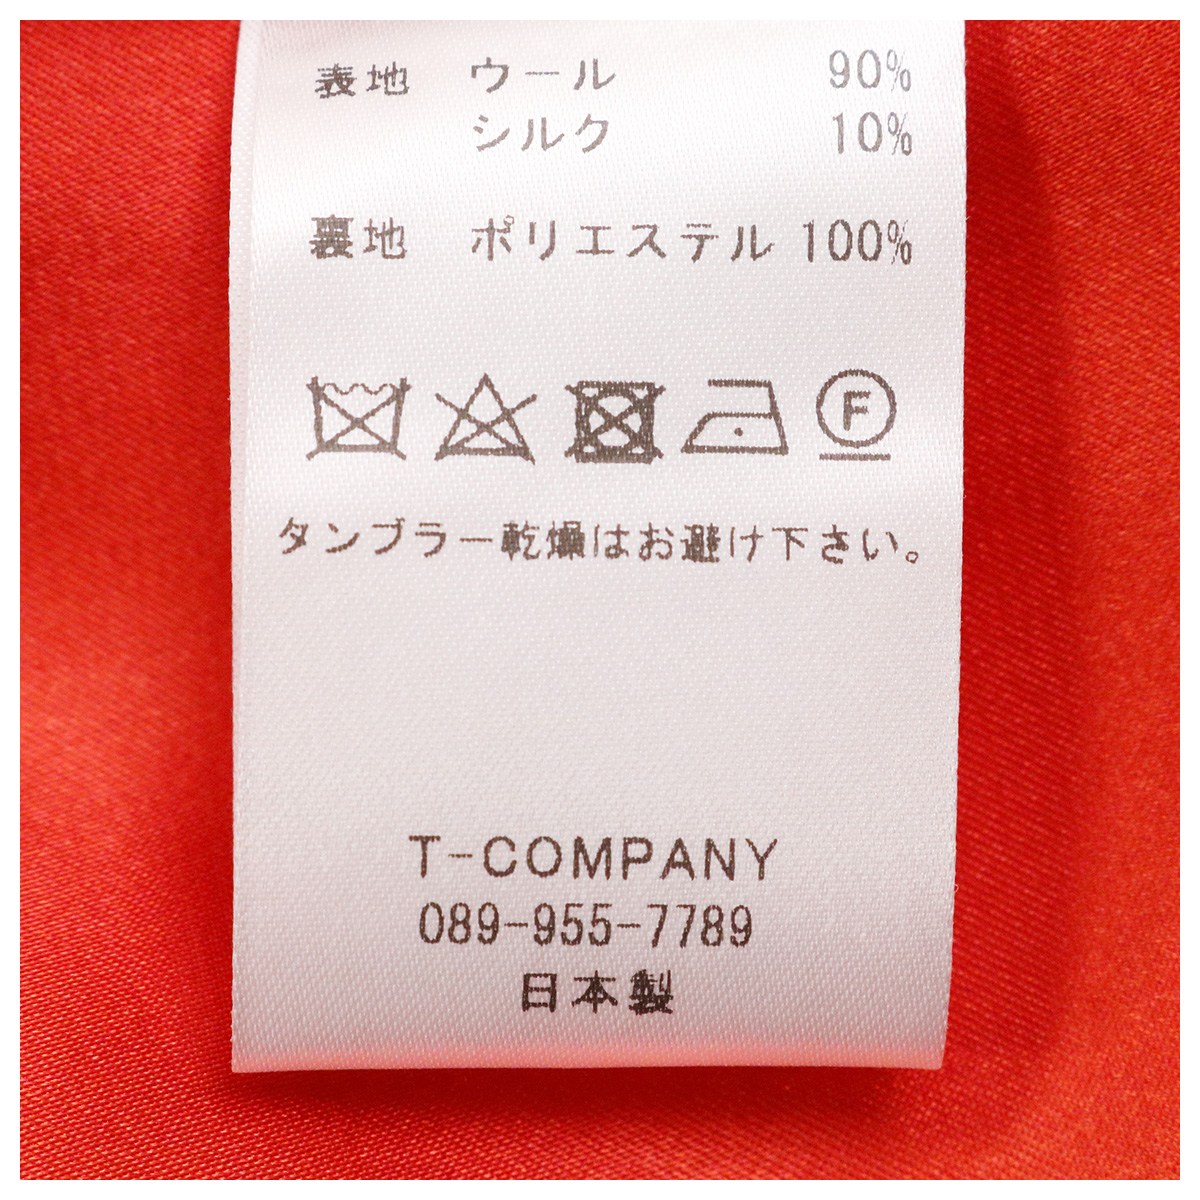 表地 ウール 90%
シルク 10%
裏地 ポリエステル 100%
F
タンブラー乾燥はお避け下さい。
T-COMPANY
089-955-7789
日本製